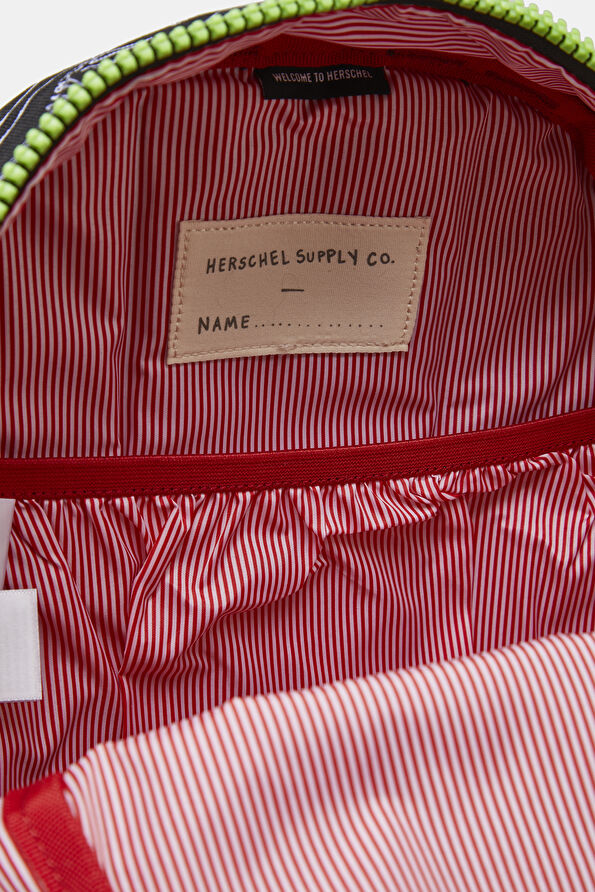 WELCOME TO HERSCHEL
HERSCHEL SUPPLY CO.
—
NAME...............